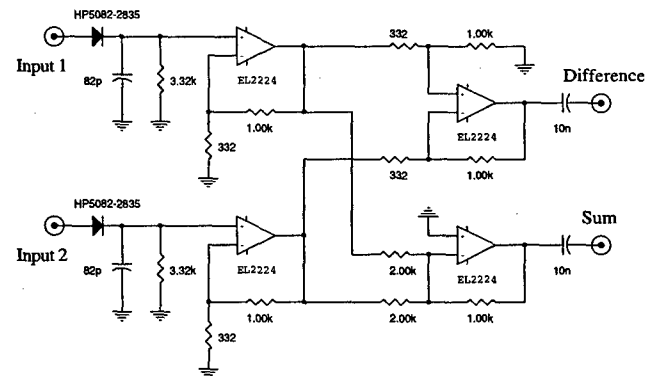 HP5082-2835
Input 1
82p
3.32k
EL2224
1.00k
332
332
1.00k
Difference
EL2224
10n
332
1.00k
HP5082-2835
Input 2
82p
3.32k
EL2224
1.00k
332
Sum
2.00k
EL2224
10n
2.00k
1.00k